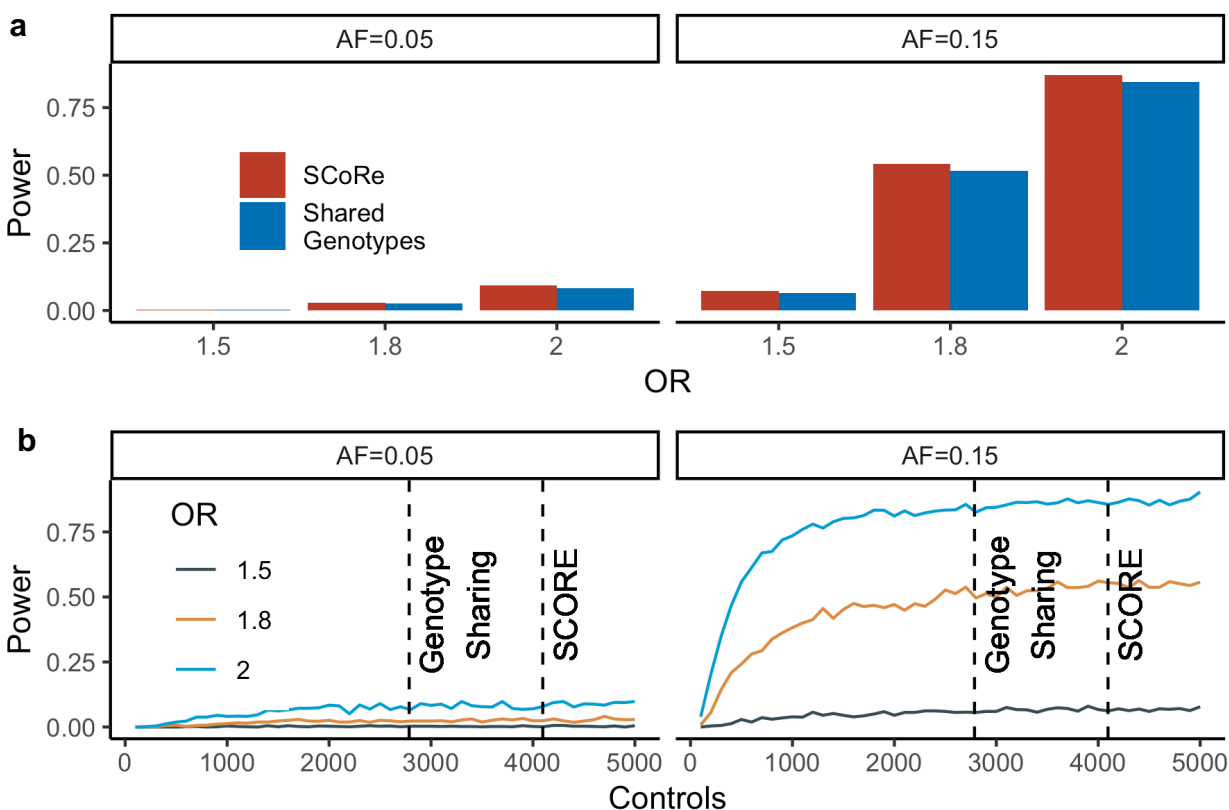 a
AF=0.05
AF=0.15
Power
0.75
0.50
0.25
0.00
SCoRe
Shared
Genotypes
1.5
1.8
2
1.5
1.8
2
OR
b
AF=0.05
AF=0.15
Power
0.75
0.50
0.25
0.00
OR
1.5
1.8
2
Genotype
Sharing
SCORE
Genotype
Sharing
SCORE
0
1000
2000
3000
4000
5000
0
1000
2000
3000
4000
5000
Controls